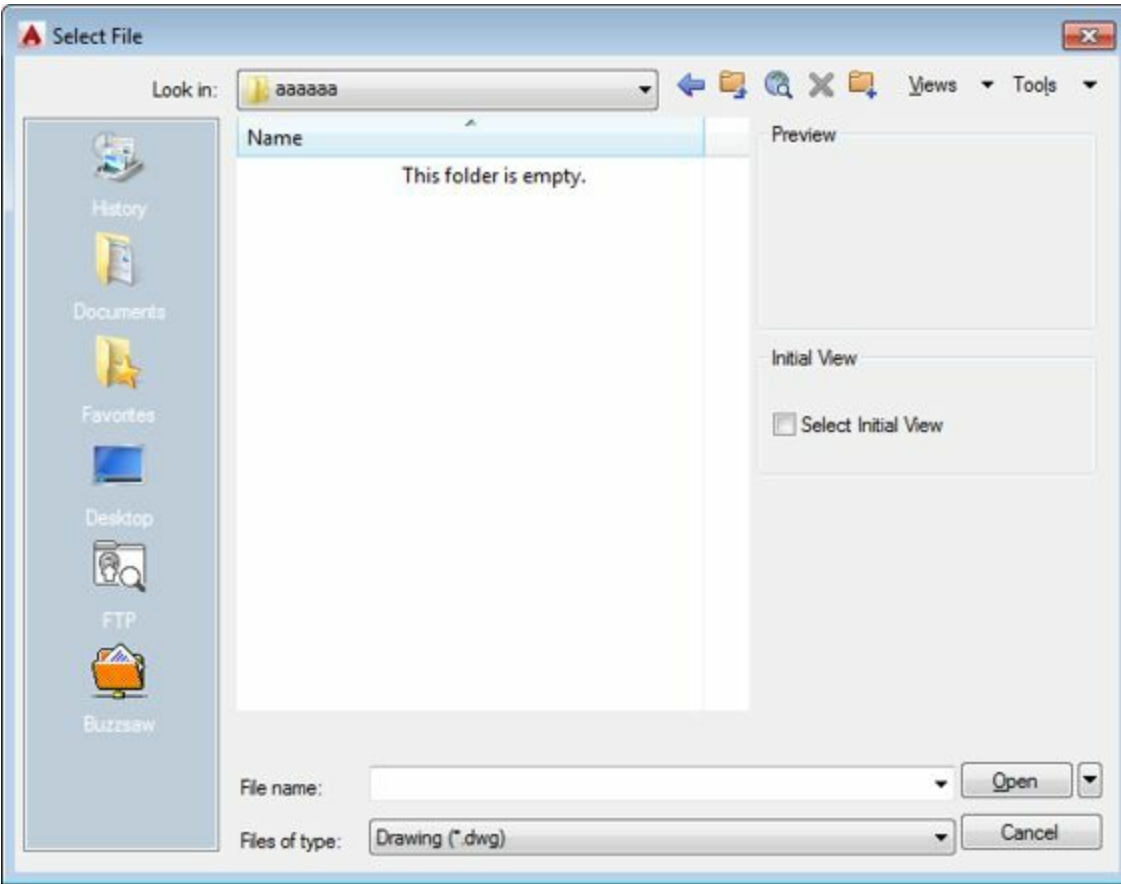 Select File
Look in:
aaaaaa
Views
Tools
Name
This folder is empty.
History
Documents
Favorites
Desktop
FTP
Buzzsaw
Preview
Initial View
Select Initial View
File name:
Open
Files of type:
Drawing (*.dwg)
Cancel